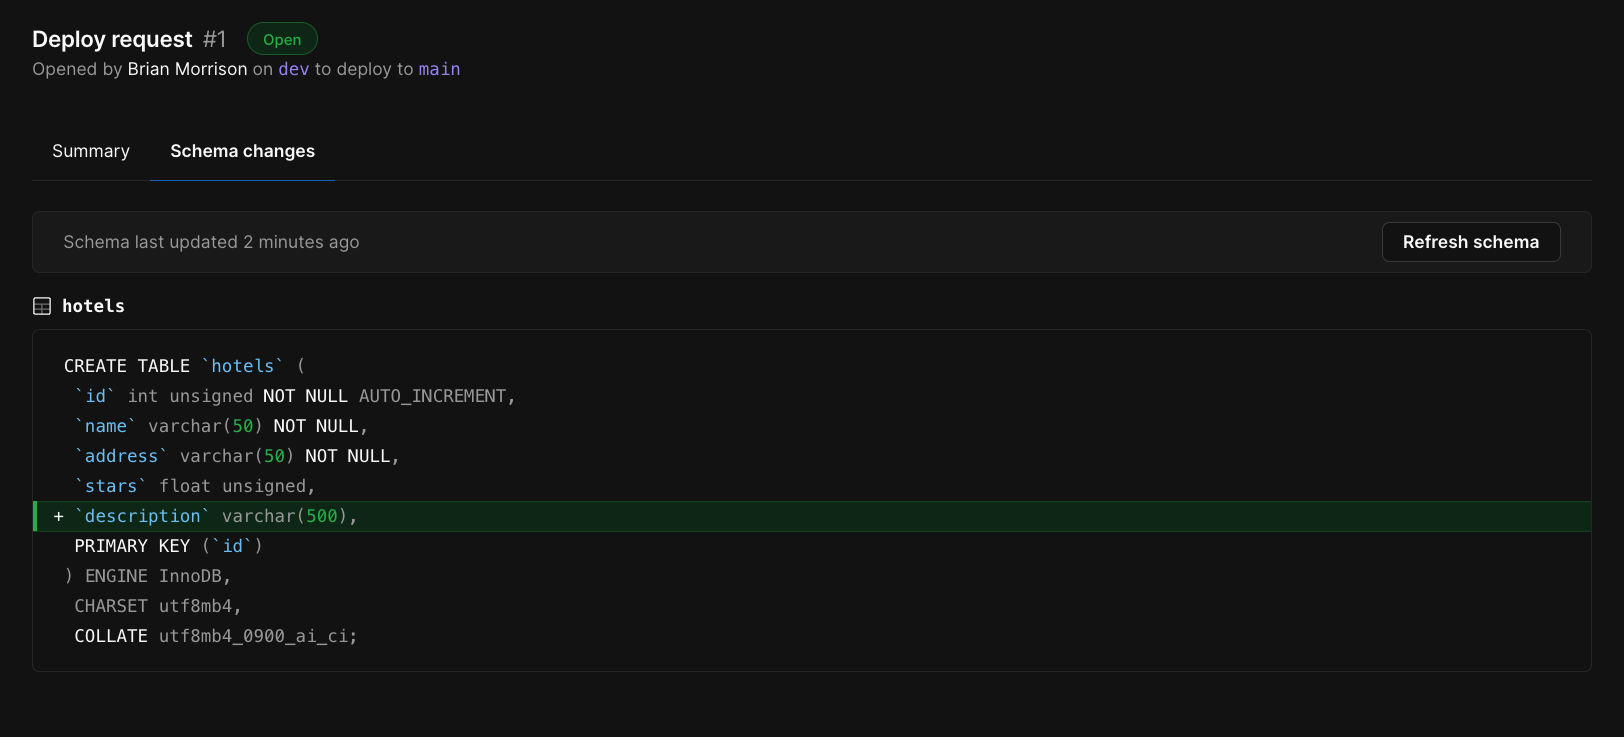 Deploy request #1 Open
Opened by Brian Morrison on dev to deploy to main
Summary Schema changes
Schema last updated 2 minutes ago Refresh schema
hotels
CREATE TABLE `hotels` (
`id` int unsigned NOT NULL AUTO_INCREMENT,
`name` varchar(50) NOT NULL,
`address` varchar(50) NOT NULL,
`stars` float unsigned,
+ `description` varchar(500),
PRIMARY KEY (`id`)
) ENGINE InnoDB,
CHARSET utf8mb4,
COLLATE utf8mb4_0900_ai_ci;